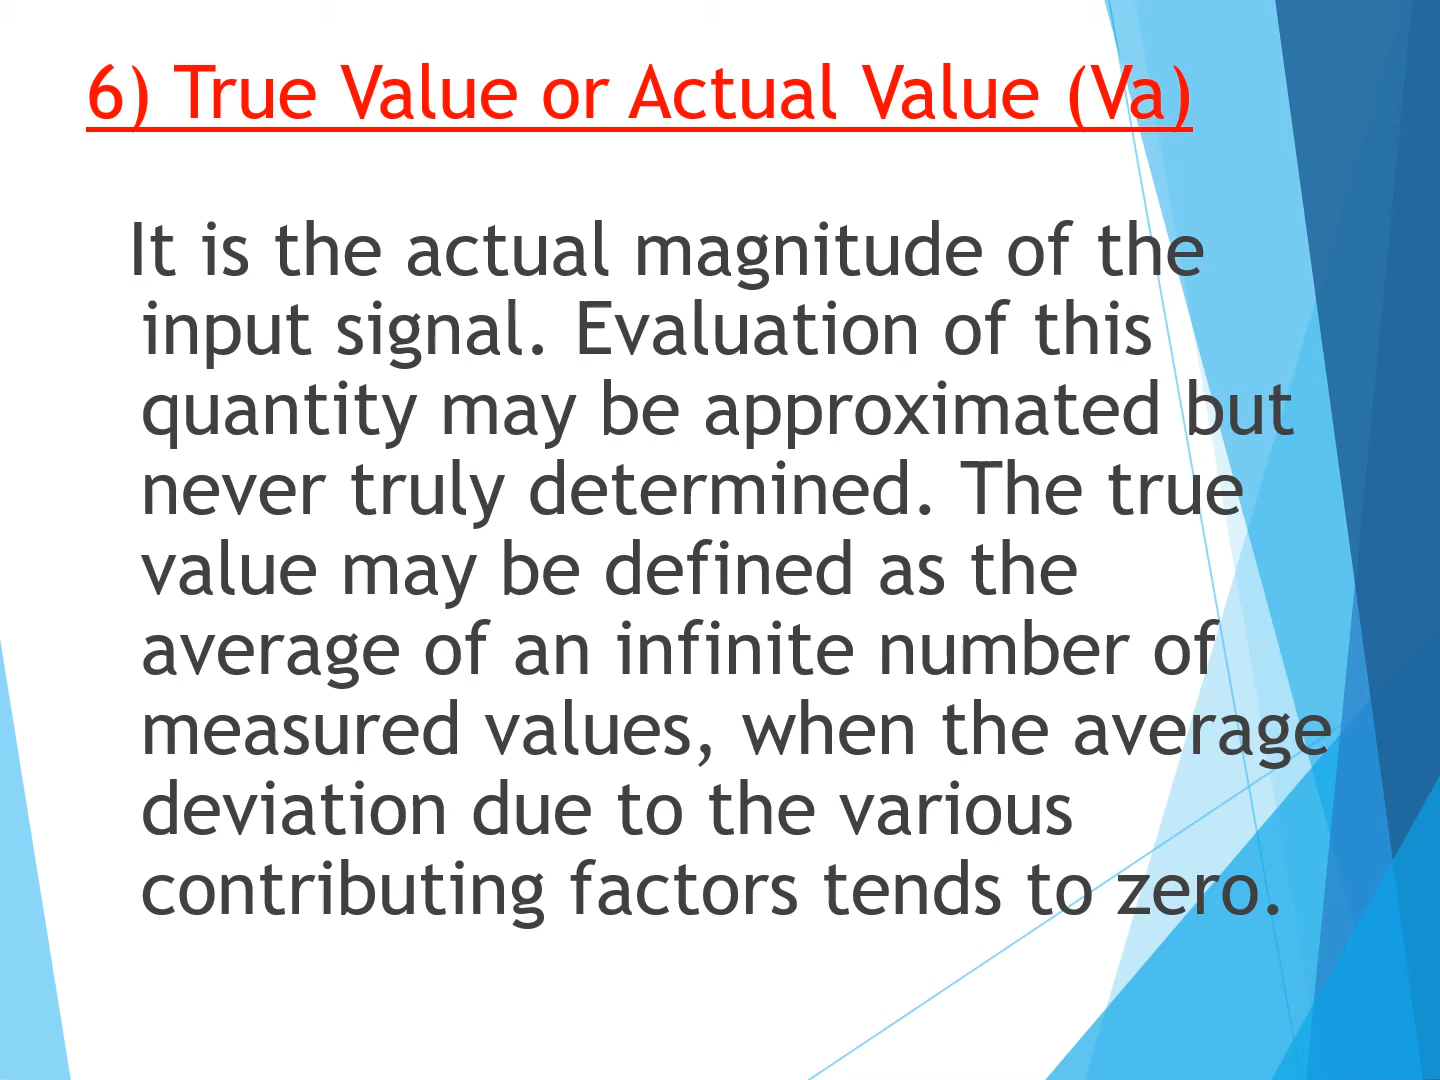 6) True Value or Actual Value (Va)
It is the actual magnitude of the
input signal. Evaluation of this
quantity may be approximated but
never truly determined. The true
value may be defined as the
average of an infinite number of
measured values, when the average
deviation due to the various
contributing factors tends to zero.